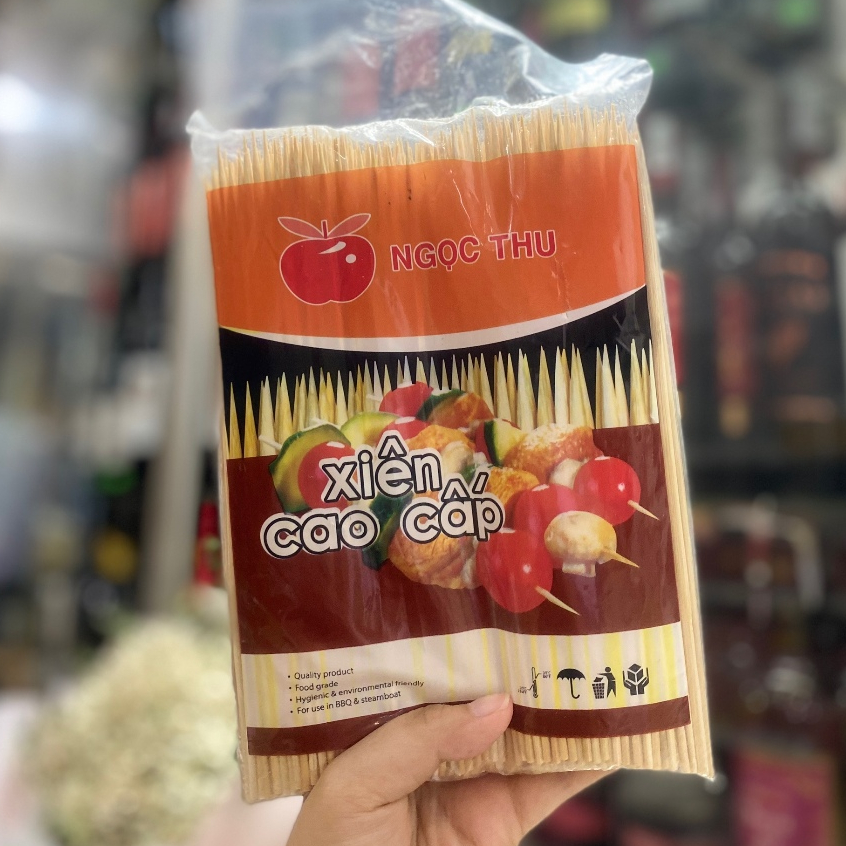 NGỌC THU
xiên
cao cấp
• Quality product
• Food grade
• Hygienic & environmental friendly
• For use in BBQ & steamboat